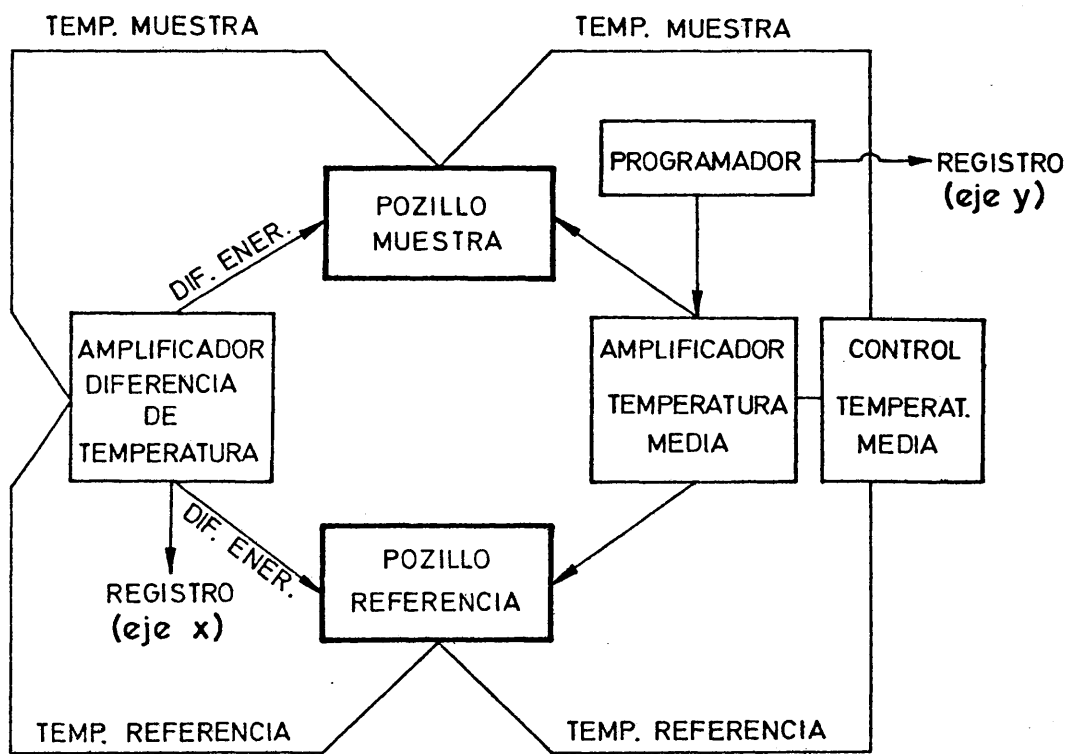 TEMP. MUESTRA
TEMP. MUESTRA
PROGRAMADOR
REGISTRO
(eje y)
POZILLO
MUESTRA
DIF. ENER.
AMPLIFICADOR
DIFERENCIA
DE
TEMPERATURA
AMPLIFICADOR
TEMPERATURA
MEDIA
CONTROL
TEMPERAT.
MEDIA
DIF. ENER.
POZILLO
REFERENCIA
REGISTRO
(eje x)
TEMP. REFERENCIA
TEMP. REFERENCIA